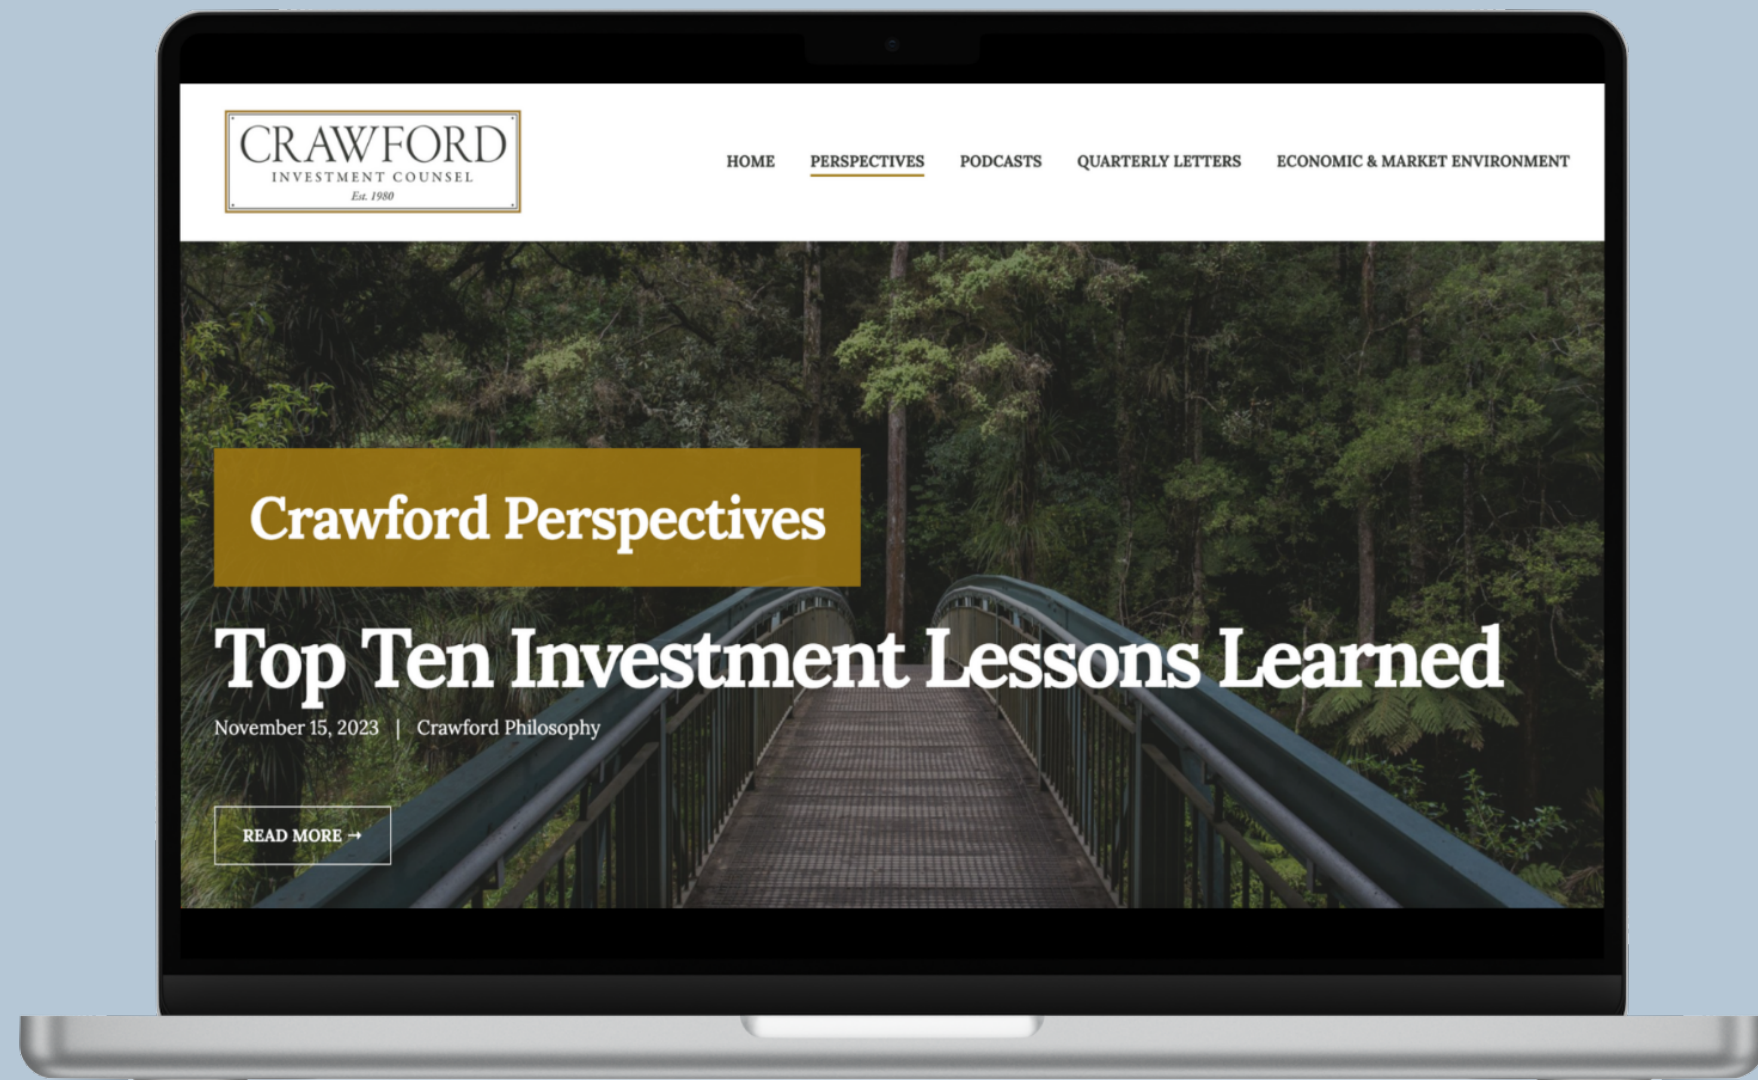 CRAWFORD
INVESTMENT COUNSEL
Est. 1980
HOME PERSPECTIVES PODCASTS QUARTERLY LETTERS ECONOMIC & MARKET ENVIRONMENT
Crawford Perspectives
Top Ten Investment Lessons Learned
November 15, 2023 | Crawford Philosophy
READ MORE →